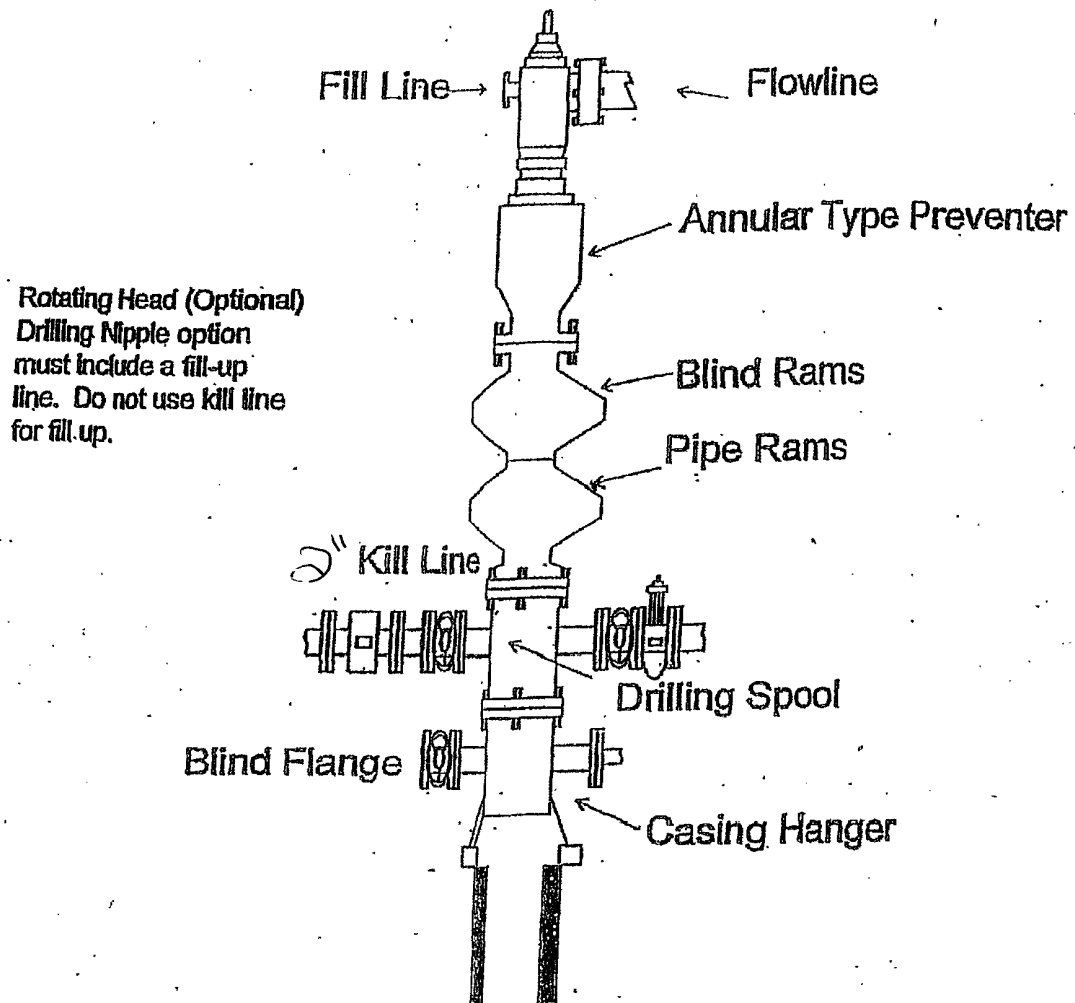 Fill Line
Flowline
Annular Type Preventer
Rotating Head (Optional)
Drilling Nipple option
must include a fill-up
line. Do not use kill line
for fill up.
Blind Rams
Pipe Rams
2" Kill Line
Drilling Spool
Blind Flange
Casing Hanger